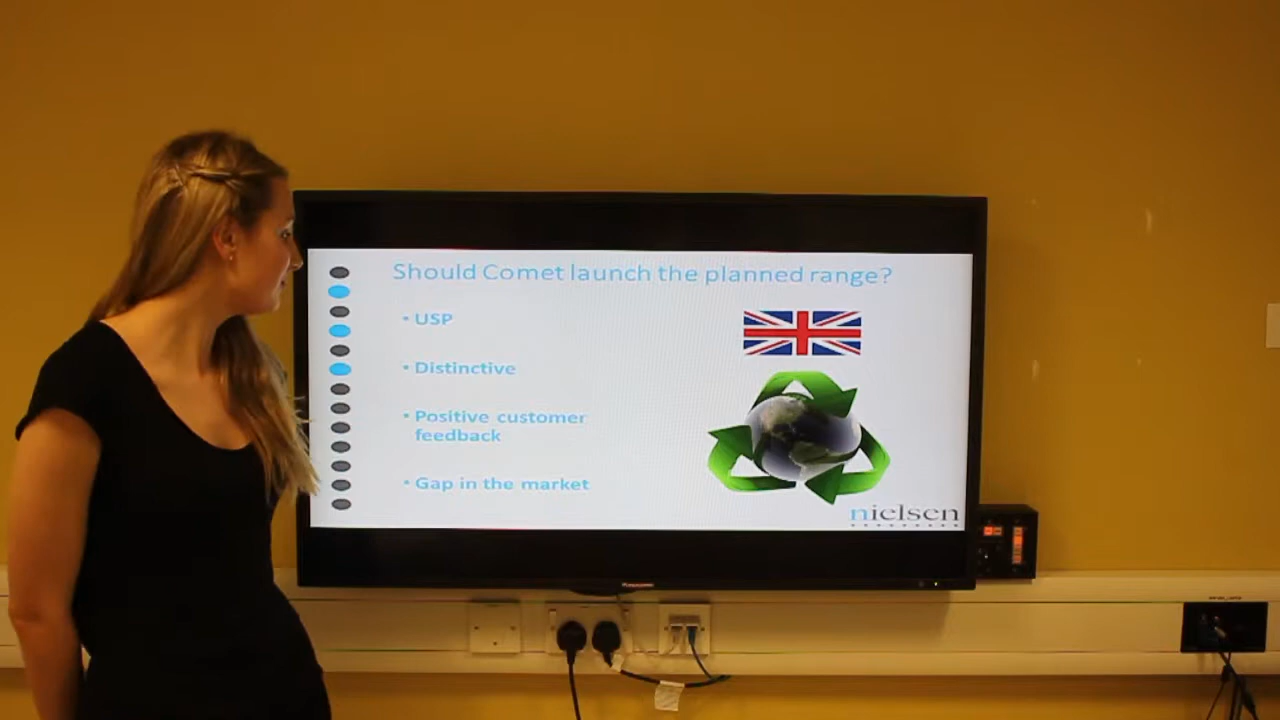 Should Comet launch the planned range?
• USP
• Distinctive
• Positive customer
feedback
• Gap in the market
nielsen